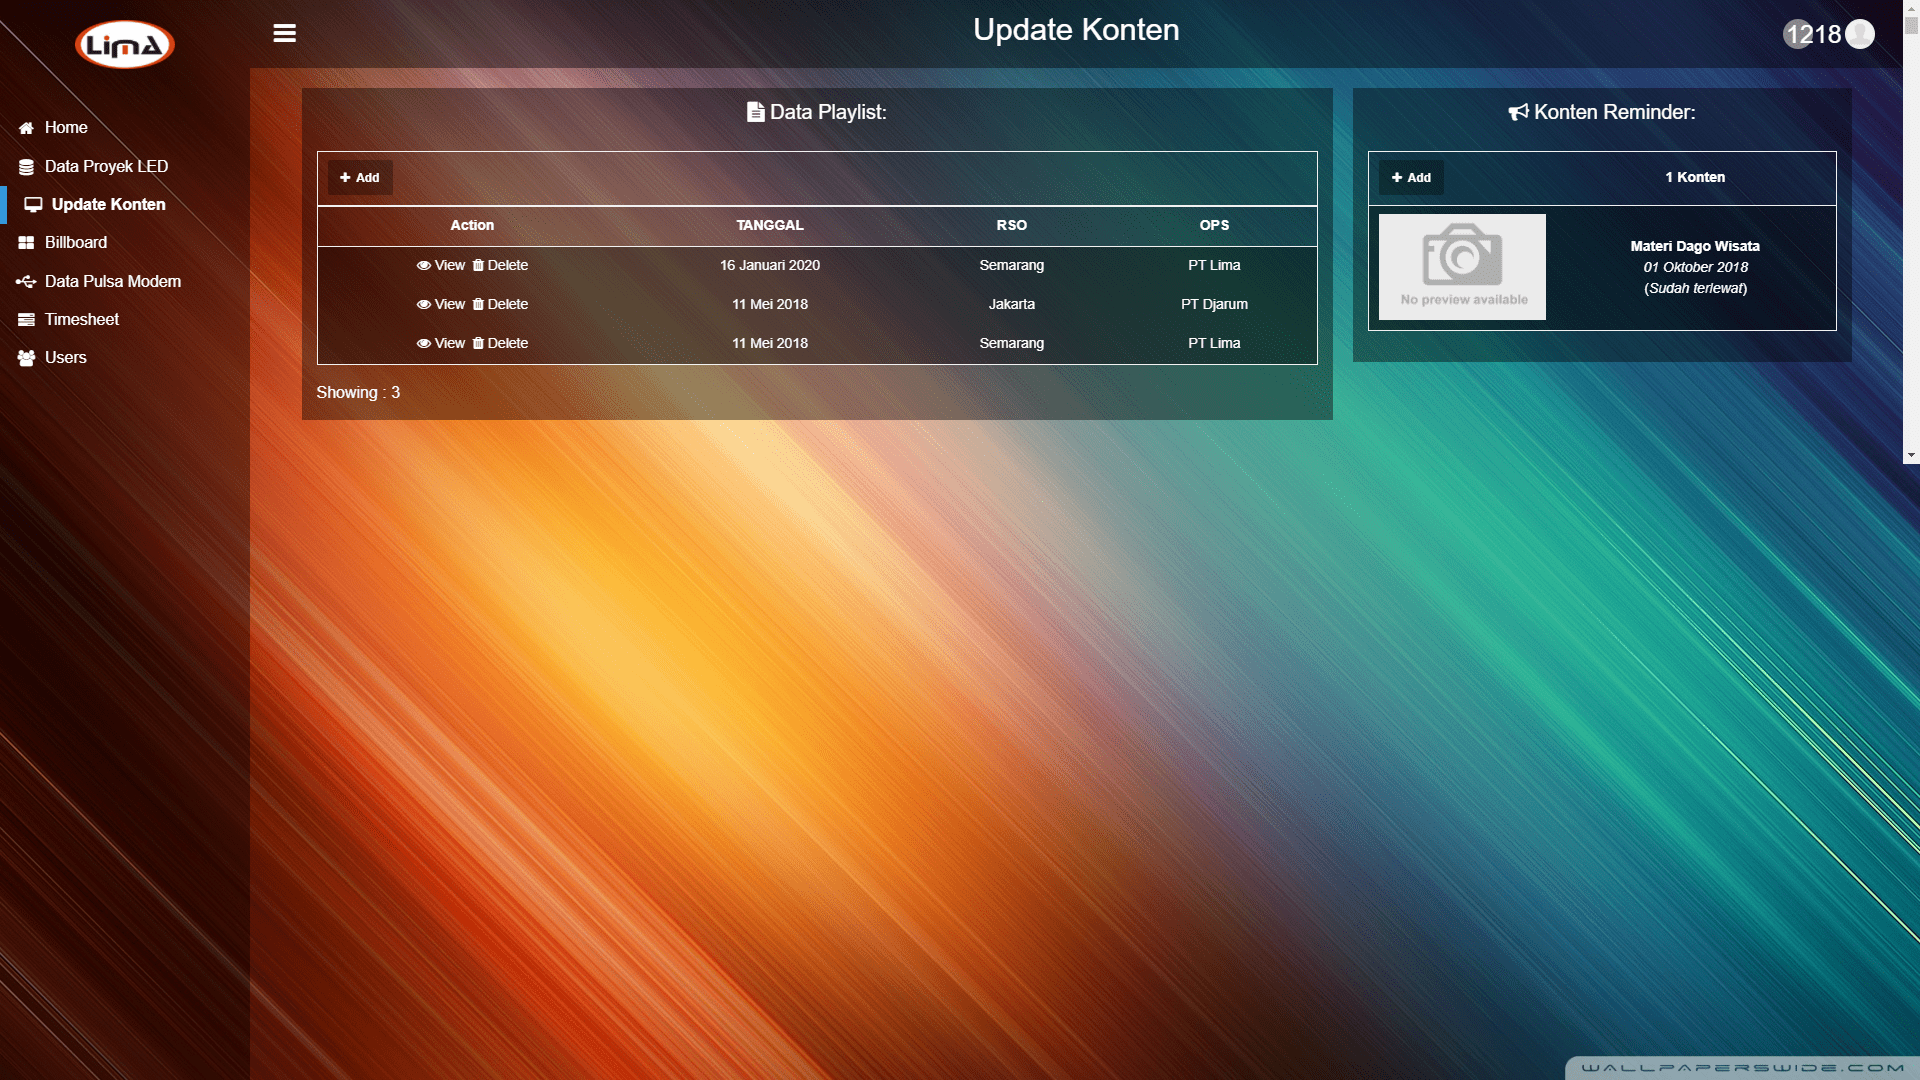 LimA
Update Konten
1218
Home
Data Proyek LED
Update Konten
Billboard
Data Pulsa Modem
Timesheet
Users
Data Playlist:
Add
Action TANGGAL RSO OPS
View Delete 16 Januari 2020 Semarang PT Lima
View Delete 11 Mei 2018 Jakarta PT Djarum
View Delete 11 Mei 2018 Semarang PT Lima
Showing : 3
Konten Reminder:
Add 1 Konten
No preview available
Materi Dago Wisata
01 Oktober 2018
(Sudah terlewat)
WALLPAPERSWIDE.COM